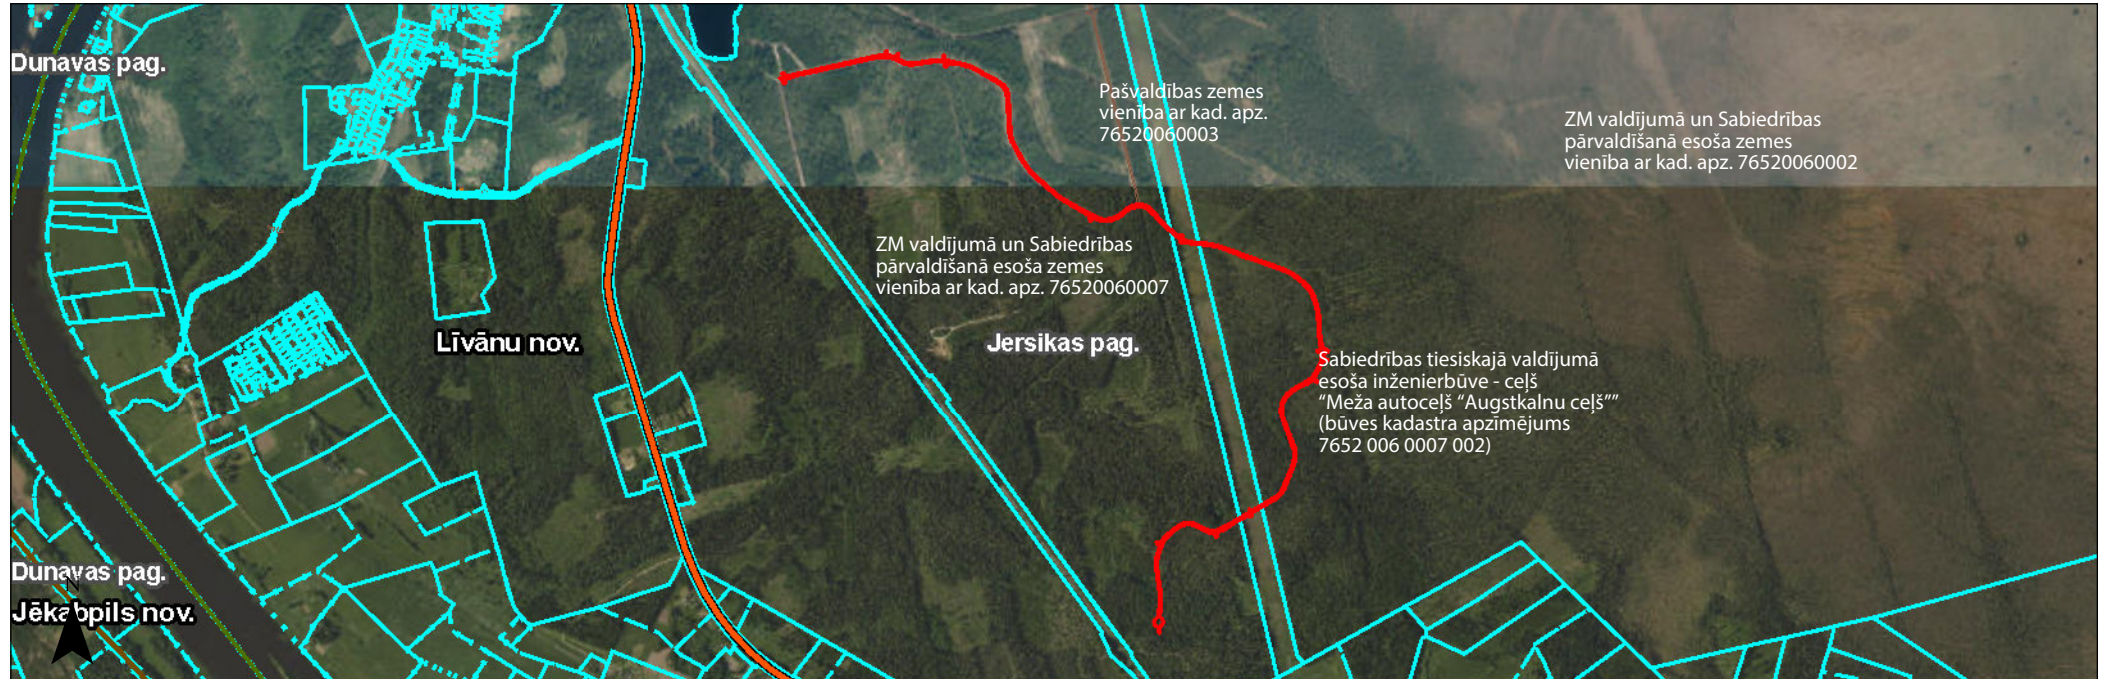 Dunavas pag.
Pašvaldības zemes
vienība ar kad. apz.
76520060003
ZM valdījumā un Sabiedrības
pārvaldīšanā esoša zemes
vienība ar kad. apz. 76520060002
ZM valdījumā un Sabiedrības
pārvaldīšanā esoša zemes
vienība ar kad. apz. 76520060007
Līvānu nov.
Jersikas pag.
Sabiedrības tiesiskajā valdījumā
esoša inženierbūve - ceļš
“Meža autoceļš “Augstkalnu ceļš””
(būves kadastra apzīmējums
7652 006 0007 002)
Dunavas pag.
N
Jēkabpils nov.